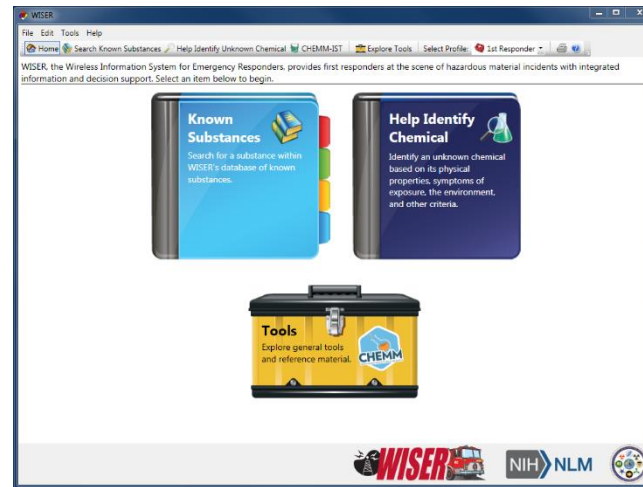 WISER
File Edit Tools Help
Home Search Known Substances Help Identify Unknown Chemical CHEMM-IST Explore Tools Select Profile: 1st Responder
WISER, the Wireless Information System for Emergency Responders, provides first responders at the scene of hazardous material incidents with integrated
information and decision support. Select an item below to begin.
Known
Substances
Search for a substance within
WISER's database of known
substances.
Help Identify
Chemical
Identify an unknown chemical
based on its physical
properties, symptoms of
exposure, the environment,
and other criteria.
Tools
Explore general tools
and reference material.
CHEMM
WISER
NIH NLM